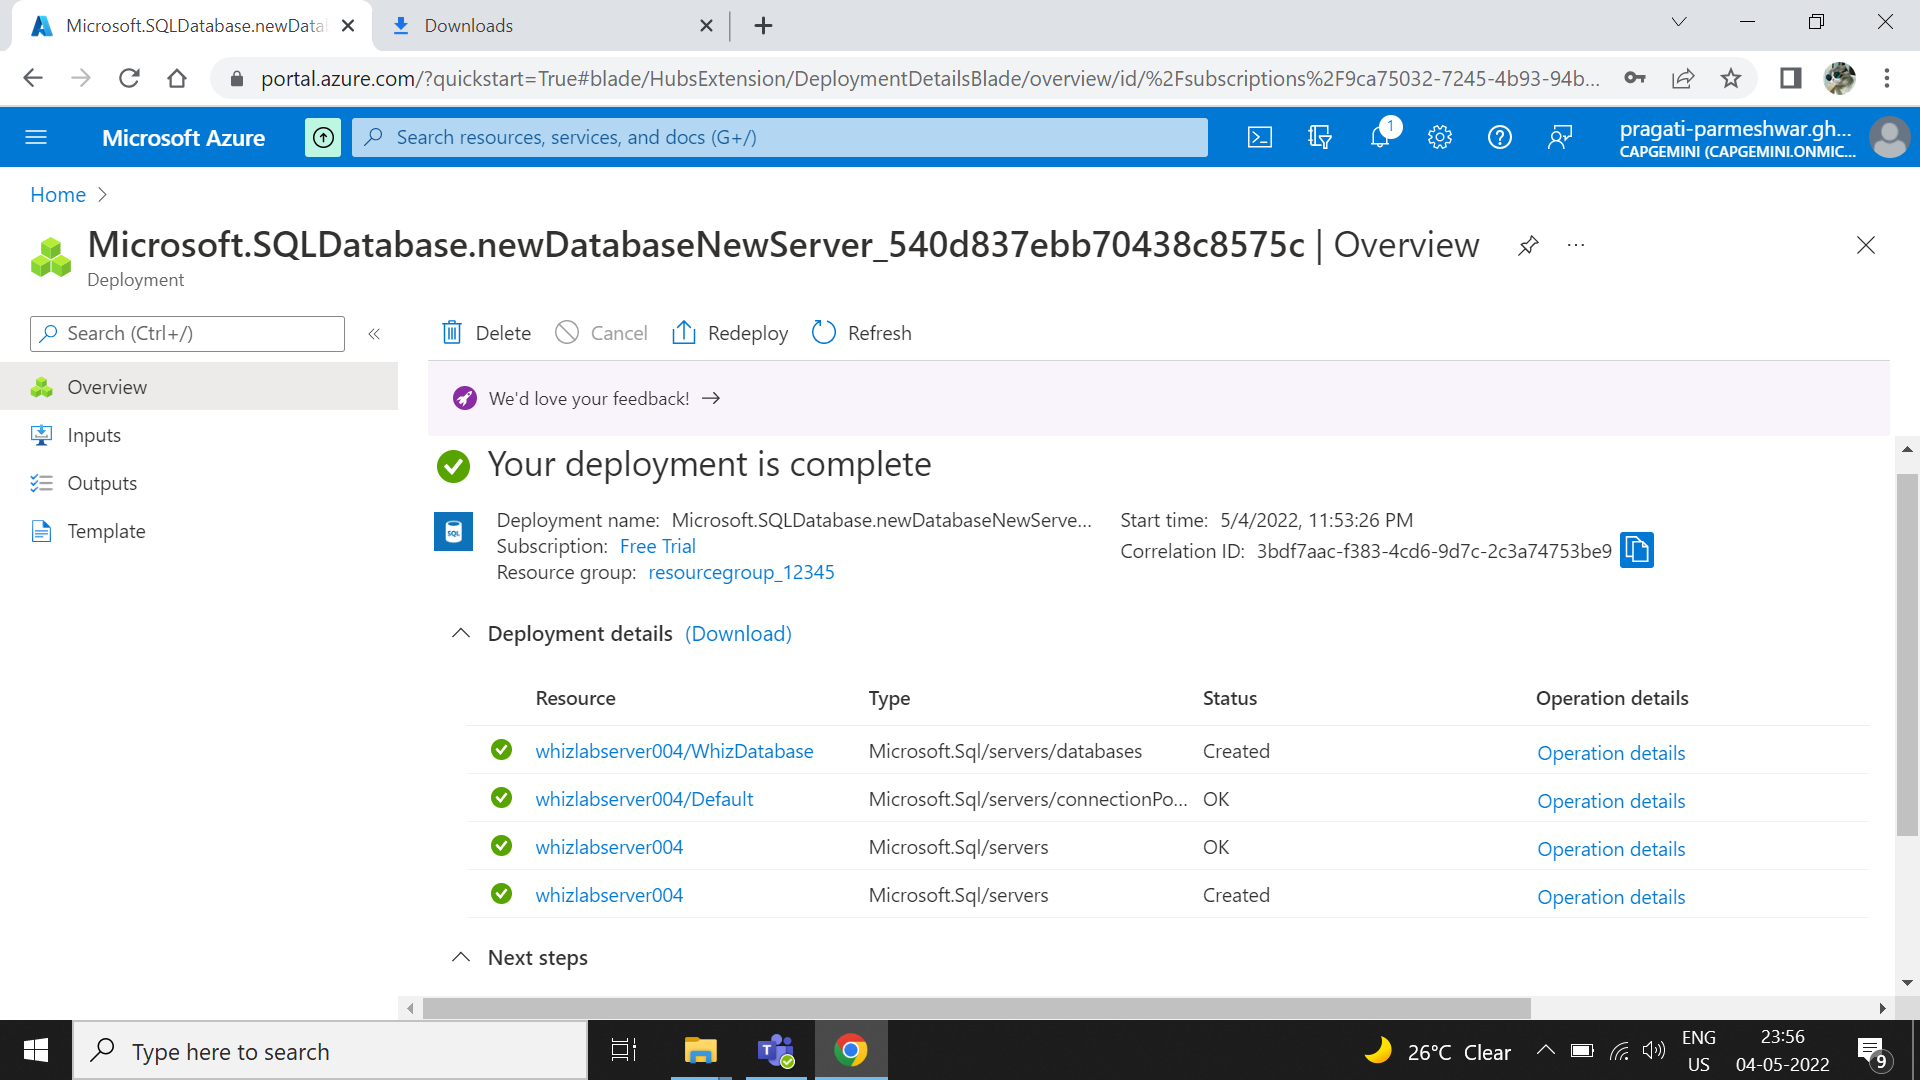 Microsoft.SQLDatabase.newData
Downloads
portal.azure.com/?quickstart=True#blade/HubsExtension/DeploymentDetailsBlade/overview/id/%2Fsubscriptions%2F9ca75032-7245-4b93-94b...
Microsoft Azure
Search resources, services, and docs (G+/)
1
pragati-parmeshwar.gh...
CAPGEMINI (CAPGEMINI.ONMIC...
Home
Microsoft.SQLDatabase.newDatabaseNewServer_540d837ebb70438c8575c | Overview
Deployment
Search (Ctrl+/)
Delete Cancel Redeploy Refresh
Overview
Inputs
Outputs
Template
We'd love your feedback! →
Your deployment is complete
SQL
Deployment name: Microsoft.SQLDatabase.newDatabaseNewServe...
Subscription: Free Trial
Resource group: resourcegroup_12345
Start time: 5/4/2022, 11:53:26 PM
Correlation ID: 3bdf7aac-f383-4cd6-9d7c-2c3a74753be9
Deployment details (Download)
Resource Type Status Operation details
whizlabserver004/WhizDatabase Microsoft.Sql/servers/databases Created Operation details
whizlabserver004/Default Microsoft.Sql/servers/connectionPo... OK Operation details
whizlabserver004 Microsoft.Sql/servers OK Operation details
whizlabserver004 Microsoft.Sql/servers Created Operation details
Next steps
Type here to search
26°C Clear
ENG
US
23:56
04-05-2022
9